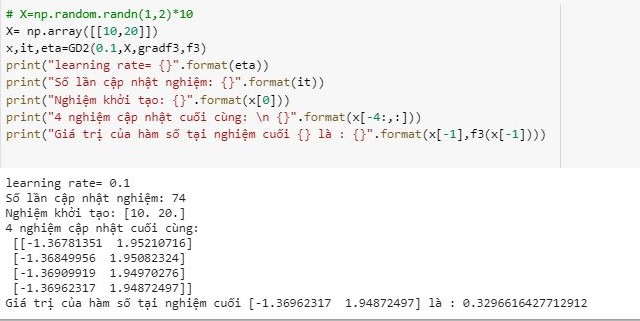 # X=np.random.randn(1,2)*10
X= np.array([[10,20]])
x,it,eta=GD2(0.1,X,gradf3,f3)
print("learning rate= {}".format(eta))
print("Số lần cập nhật nghiệm: {}".format(it))
print("Nghiệm khởi tạo: {}".format(x[0]))
print("4 nghiệm cập nhật cuối cùng: \n {}".format(x[-4:,:]))
print("Giá trị của hàm số tại nghiệm cuối {} là : {}".format(x[-1],f3(x[-1])))
learning rate= 0.1
Số lần cập nhật nghiệm: 74
Nghiệm khởi tạo: [10. 20.]
4 nghiệm cập nhật cuối cùng:
[[-1.36781351 1.95210716]
[-1.36849956 1.95082324]
[-1.36909919 1.94970276]
[-1.36962317 1.94872497]]
Giá trị của hàm số tại nghiệm cuối [-1.36962317 1.94872497] là : 0.3296616427712912